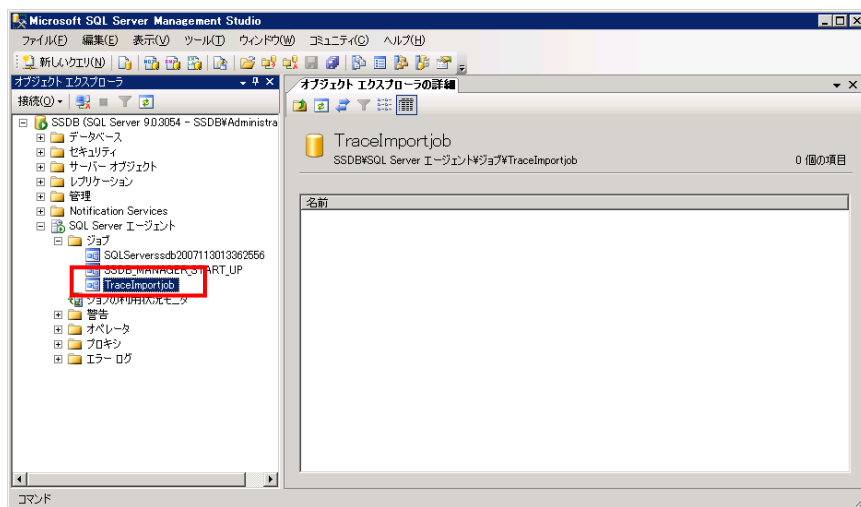 Microsoft SQL Server Management Studio
ファイル(F) 編集(E) 表示(V) ツール(T) ウィンドウ(W) コミュニティ(C) ヘルプ(H)
新しいクエリ(N)
オブジェクト エクスプローラ
オブジェクト エクスプローラの詳細
接続(O)
SSDB (SQL Server 9.0.3054 - SSDB¥Administra
データベース
セキュリティ
サーバー オブジェクト
レプリケーション
管理
Notification Services
SQL Server エージェント
ジョブ
SQLServerssdb2007113013362556
SSDB_MANAGER_START_UP
TraceImportjob
ジョブの利用状況モニタ
警告
オペレータ
プロキシ
エラー ログ
TraceImportjob
SSDB¥SQL Server エージェント¥ジョブ¥TraceImportjob
0 個の項目
名前
コマンド